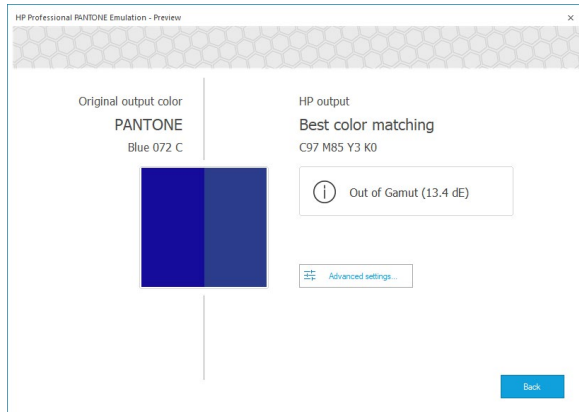 HP Professional PANTONE Emulation - Preview
Original output color
PANTONE
Blue 072 C
HP output
Best color matching
C97 M85 Y3 K0
Out of Gamut (13.4 dE)
Advanced settings...
Back